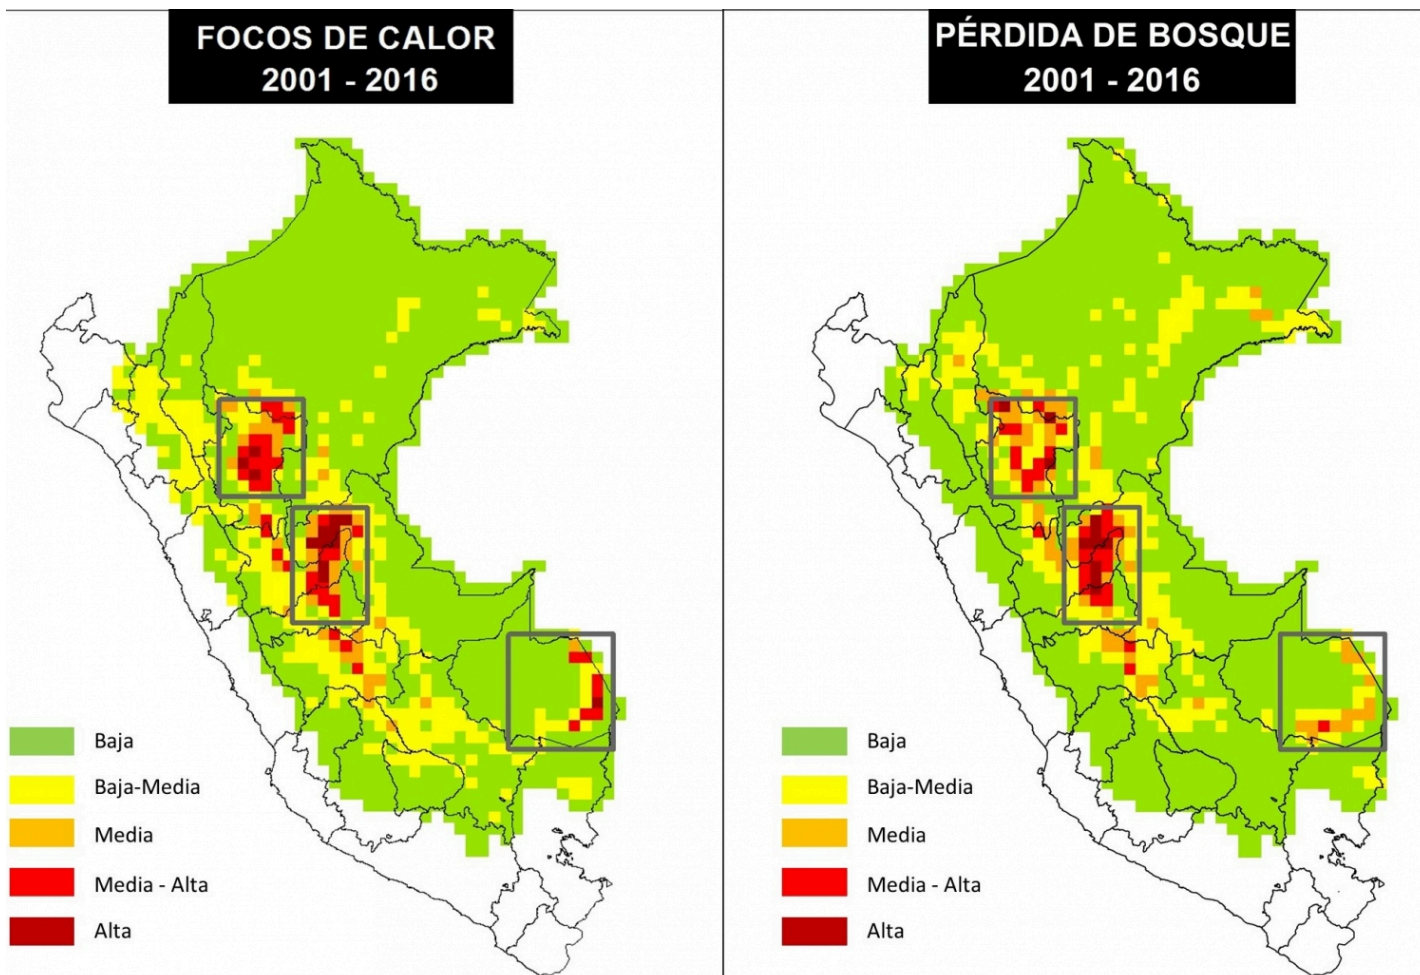 FOCOS DE CALOR
2001 - 2016
Baja
Baja-Media
Media
Media - Alta
Alta
PÉRDIDA DE BOSQUE
2001 - 2016
Baja
Baja-Media
Media
Media - Alta
Alta